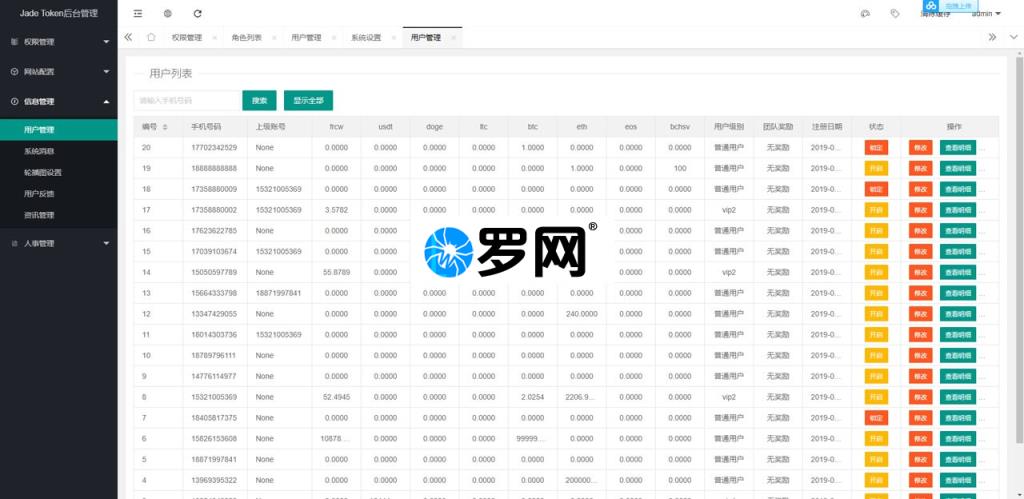 Jade Token后台管理
清除缓存 admin
拖拽上传
权限管理
网站配置
信息管理
用户管理
系统消息
轮播图设置
用户反馈
资讯管理
人事管理
权限管理 × 角色列表 × 用户管理 × 系统设置 × 用户管理 ×
用户列表
请输入手机号码 搜索 显示全部
编号 手机号码 上级账号 frcw usdt doge ltc btc eth eos bchsv 用户级别 团队奖励 注册日期 状态 操作
20 17702342529 None 0.0000 0.0000 0.0000 0.0000 1.0000 0.0000 0.0000 0.0000 普通用户 无奖励 2019-0... 锁定 修改 查看明细 ...
19 18888888888 None 0.0000 0.0000 0.0000 0.0000 0.0000 1.0000 0.0000 100 普通用户 无奖励 2019-0... 开启 修改 查看明细 ...
18 17358880009 15321005369 0.0000 0.0000 0.0000 0.0000 0.0000 0.0000 0.0000 0.0000 普通用户 无奖励 2019-0... 锁定 修改 查看明细 ...
17 17358880002 15321005369 3.5782 0.0000 0.0000 0.0000 0.0000 0.0000 0.0000 0.0000 vip2 无奖励 2019-0... 开启 修改 查看明细 ...
16 17623622785 None 0.0000 0.0000 0.0000 0.0000 普通用户 无奖励 2019-0... 开启 修改 查看明细 ...
15 17039103674 15321005369 0.0000 0.0000 0.0000 0.0000 普通用户 无奖励 2019-0... 开启 修改 查看明细 ...
罗网®
14 15050597789 None 55.8789 0.0000 0.0000 0.0000 vip2 无奖励 2019-0... 开启 修改 查看明细 ...
13 15664333798 18871997841 0.0000 0.0000 0.0000 0.0000 0.0000 0.0000 0.0000 0.0000 普通用户 无奖励 2019-0... 开启 修改 查看明细 ...
12 13347429055 None 0.0000 0.0000 0.0000 0.0000 0.0000 240.0000 0.0000 0.0000 普通用户 无奖励 2019-0... 开启 修改 查看明细 ...
11 18014303736 15321005369 0.0000 0.0000 0.0000 0.0000 0.0000 0.0000 0.0000 0.0000 普通用户 无奖励 2019-0... 开启 修改 查看明细 ...
10 18789796111 None 0.0000 0.0000 0.0000 0.0000 0.0000 0.0000 0.0000 0.0000 普通用户 无奖励 2019-0... 开启 修改 查看明细 ...
9 14776114977 None 0.0000 0.0000 0.0000 0.0000 0.0000 0.0000 0.0000 0.0000 普通用户 无奖励 2019-0... 开启 修改 查看明细 ...
8 15321005369 None 52.4945 0.0000 0.0000 0.0000 2.0254 2206.9... 0.0000 0.0000 vip2 无奖励 2019-0... 开启 修改 查看明细 ...
7 18405817375 None 0.0000 0.0000 0.0000 0.0000 0.0000 0.0000 0.0000 0.0000 普通用户 无奖励 2019-0... 锁定 修改 查看明细 ...
6 15826153608 None 10878.... 0.0000 0.0000 0.0000 99999.... 0.0000 0.0000 0.0000 普通用户 无奖励 2019-0... 开启 修改 查看明细 ...
5 18871997841 None 0.0000 0.0000 0.0000 0.0000 0.0000 0.0000 0.0000 0.0000 普通用户 无奖励 2019-0... 开启 修改 查看明细 ...
4 13969395322 None 0.0000 0.0000 0.0000 0.0000 0.0000 200000.... 0.0000 0.0000 普通用户 无奖励 2019-0... 开启 修改 查看明细 ...